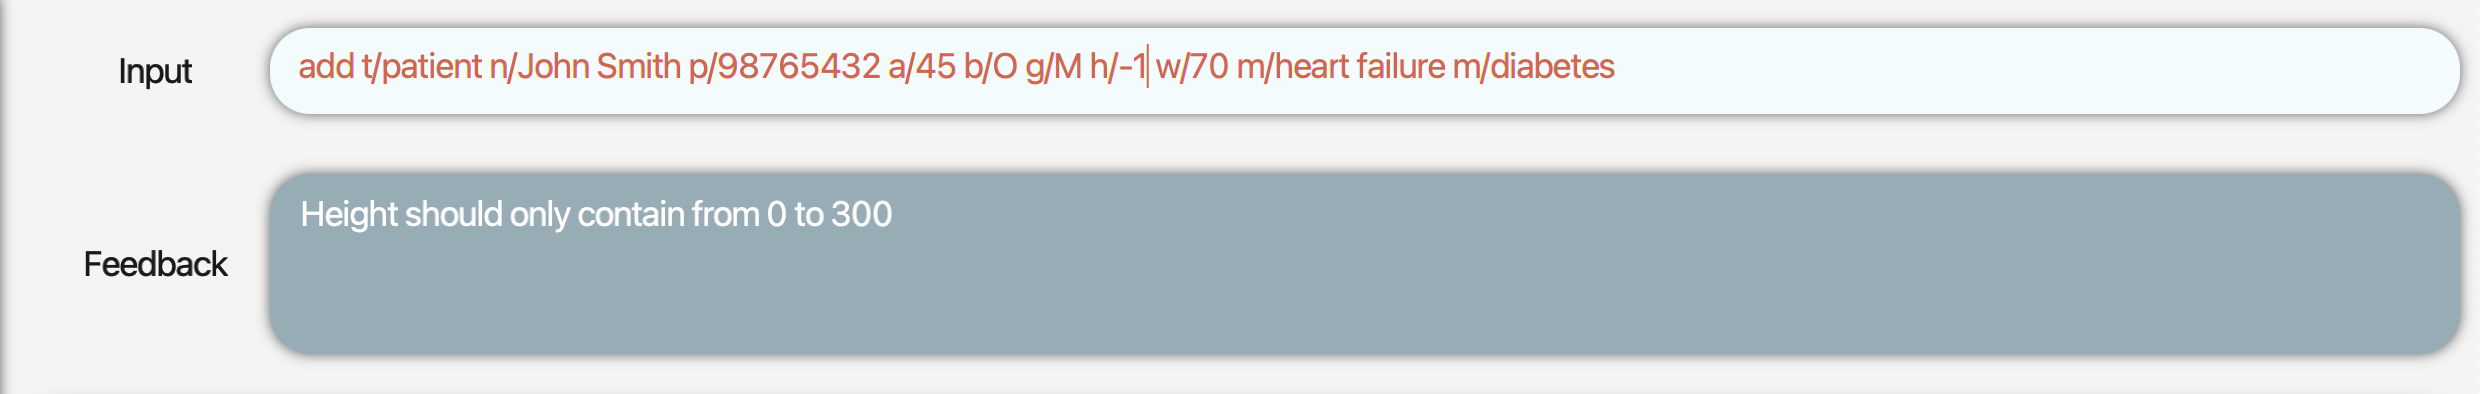 Input
add t/patient n/John Smith p/98765432 a/45 b/O g/M h/-1 w/70 m/heart failure m/diabetes
Height should only contain from 0 to 300
Feedback